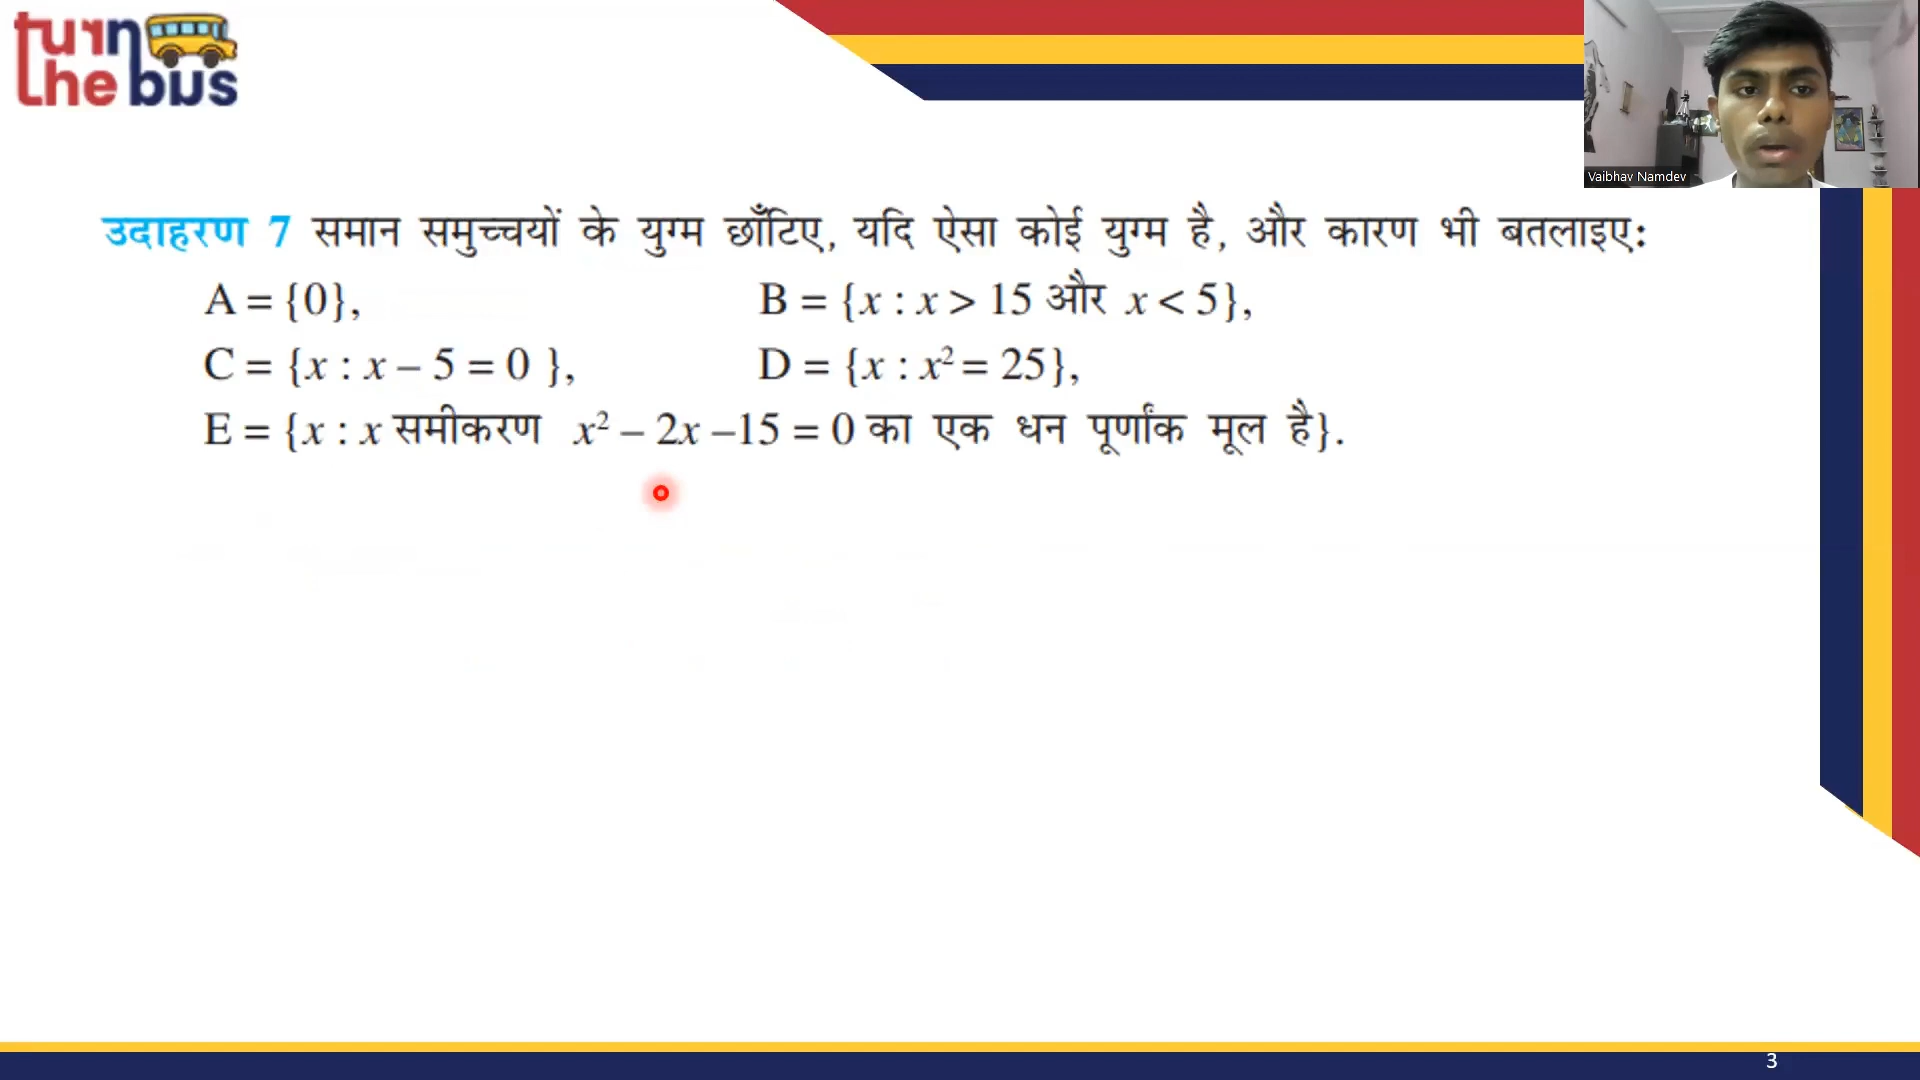 turn
the bus
Vaibhav Namdev
उदाहरण 7 समान समुच्चयों के युग्म छाँटिए, यदि ऐसा कोई युग्म है, और कारण भी बतलाइए:
A = {0}, B = {x : x > 15 और x < 5},
C = {x : x – 5 = 0 }, D = {x : x² = 25},
E = {x : x समीकरण x² – 2x –15 = 0 का एक धन पूर्णांक मूल है}.
3